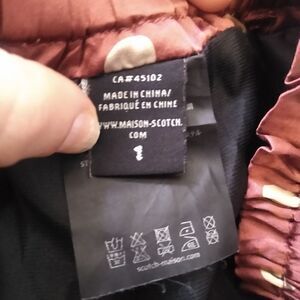 CA#45102
MADE IN CHINA/
FABRIQUÉ EN CHINE
WWW.MAISON-SCOTCH.
COM
1
scotch-maison.com